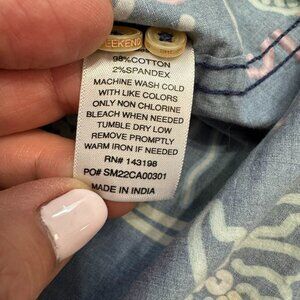 WEEKEND
98%COTTON
2%SPANDEX
MACHINE WASH COLD
WITH LIKE COLORS
ONLY NON CHLORINE
BLEACH WHEN NEEDED
TUMBLE DRY LOW
REMOVE PROMPTLY
WARM IRON IF NEEDED
RN# 143198
PO# SM22CA00301
MADE IN INDIA